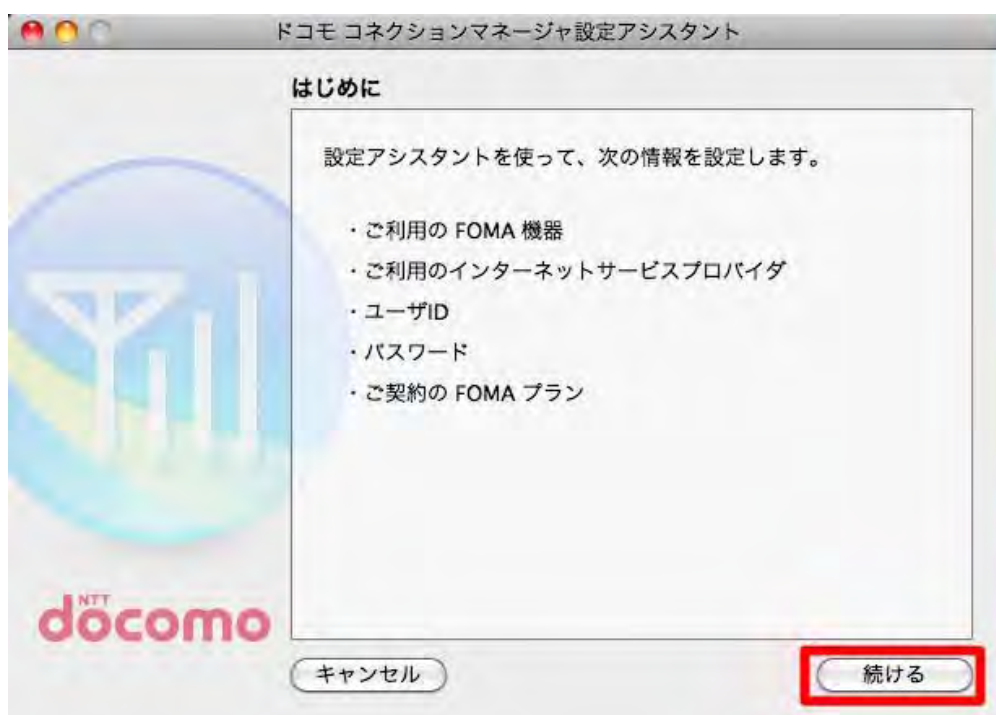 ドコモ コネクションマネージャ設定アシスタント
はじめに
設定アシスタントを使って、次の情報を設定します。
・ご利用の FOMA 機器
・ご利用のインターネットサービスプロバイダ
・ユーザID
・パスワード
・ご契約の FOMA プラン
NTT
döcomo
キャンセル
続ける